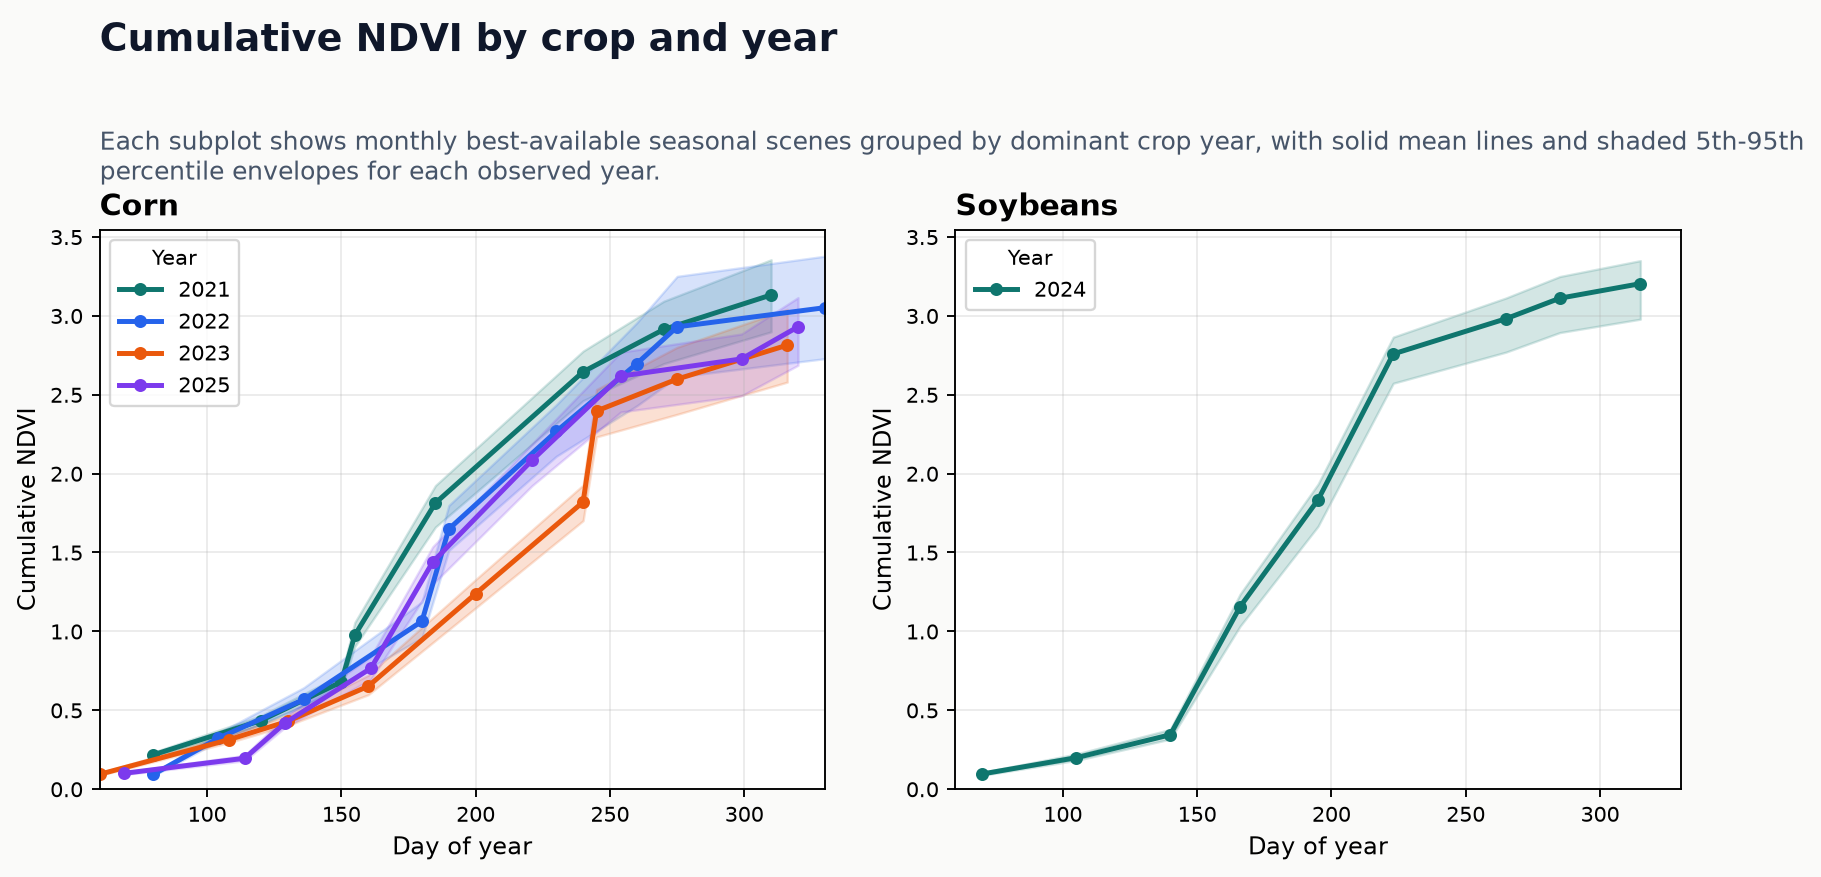 Cumulative NDVI by crop and year
Each subplot shows monthly best-available seasonal scenes grouped by dominant crop year, with solid mean lines and shaded 5th-95th
percentile envelopes for each observed year.
Corn
Year
2021
2022
2023
2025
Cumulative NDVI
3.5
3.0
2.5
2.0
1.5
1.0
0.5
0.0
100
150
200
250
300
Day of year
Soybeans
Year
2024
Cumulative NDVI
3.5
3.0
2.5
2.0
1.5
1.0
0.5
0.0
100
150
200
250
300
Day of year